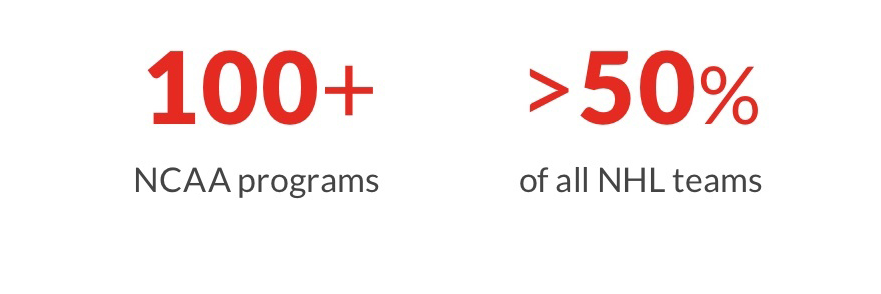 100+
>50%
NCAA programs
of all NHL teams